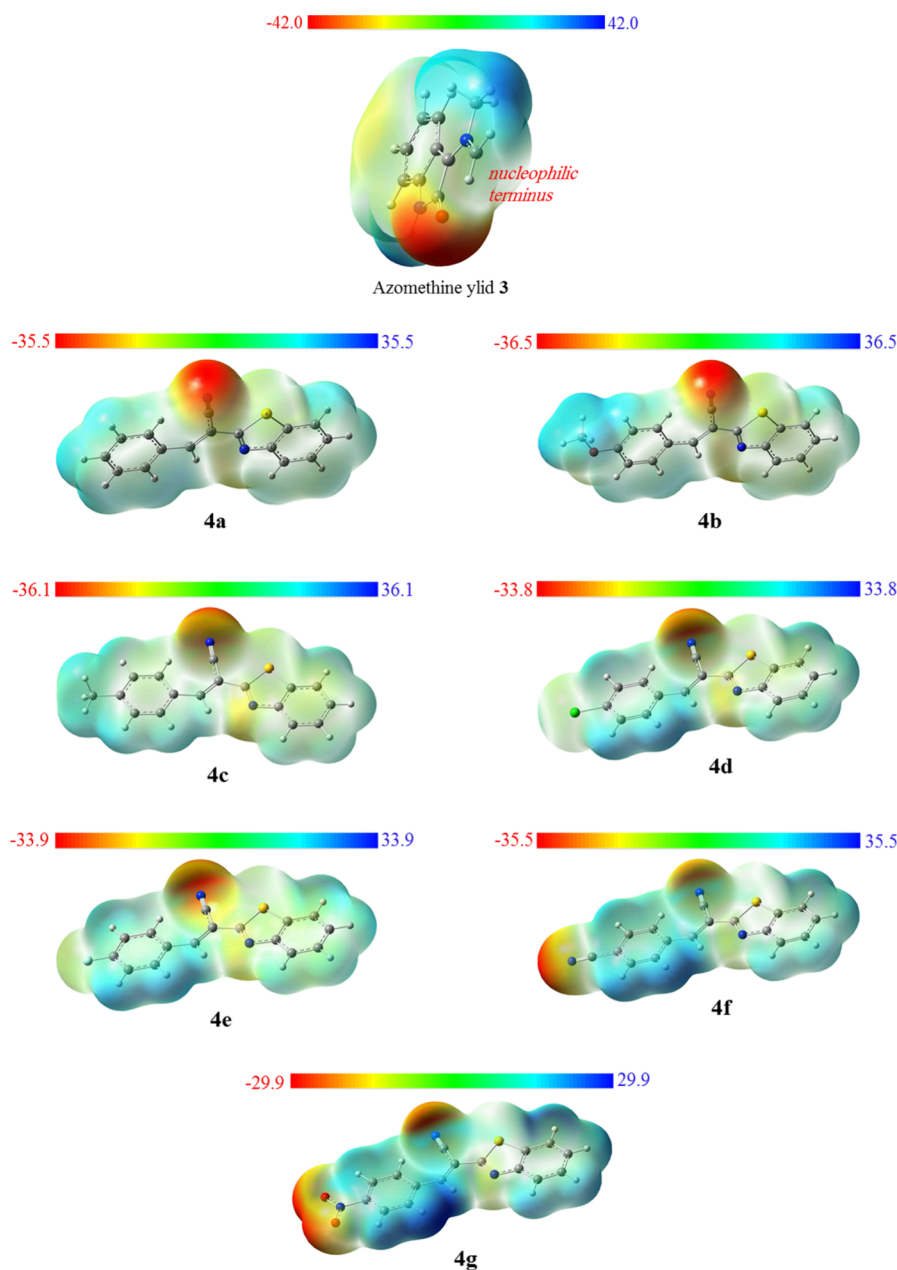 -42.0 42.0
nucleophilic
terminus
Azomethine ylid 3
-35.5 35.5
-36.5 36.5
4a
4b
-36.1 36.1
-33.8 33.8
4c
4d
-33.9 33.9
-35.5 35.5
4e
4f
-29.9 29.9
4g